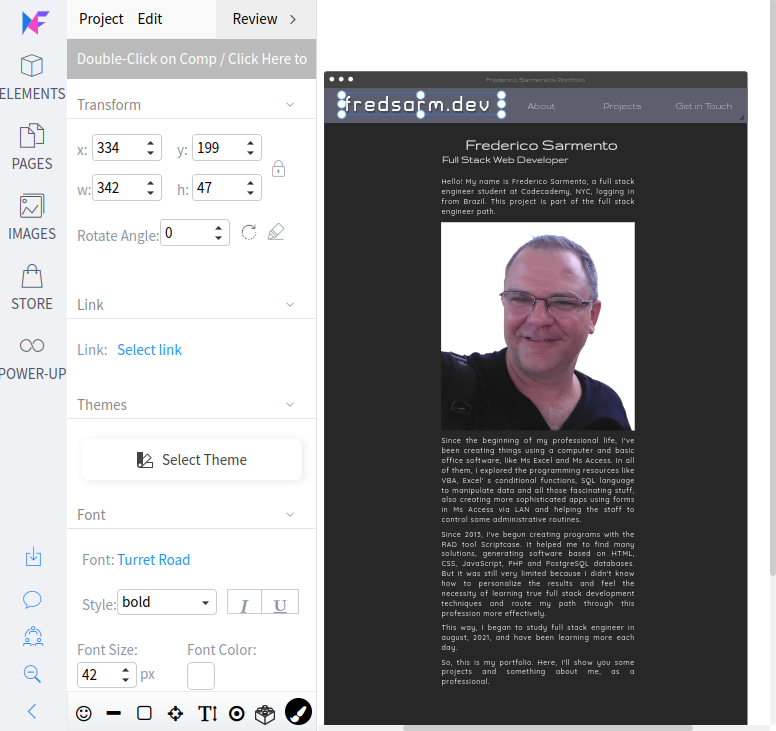 Project Edit Review
Double-Click on Comp / Click Here to
ELEMENTS
PAGES
IMAGES
STORE
POWER-UP
Transform
x: 334 y: 199
w: 342 h: 47
Rotate Angle: 0
Link
Link: Select link
Themes
Select Theme
Font
Font: Turret Road
Style: bold I U
Font Size: Font Color:
42 px
T
Frederico Sarmento's Portfolio
fredsarm.dev About Projects Get in Touch
Frederico Sarmento
Full Stack Web Developer
Hello! My name is Frederico Sarmento, a full stack
engineer student at Codecademy, NYC, logging in
from Brazil. This project is part of the full stack
engineer path.
Since the beginning of my professional life, I've
been creating things using a computer and basic
office software, like Ms Excel and Ms Access. In all
of them, I explored the programming resources like
VBA, Excel' s conditional functions, SQL language
to manipulate data and all those fascinating stuff,
also creating more sophisticated apps using forms
in Ms Access via LAN and helping the staff to
control some administrative routines.
Since 2013, I've begun creating programs with the
RAD tool Scriptcase. It helped me to find many
solutions, generating software based on HTML,
CSS, JavaScript, PHP and PostgreSQL databases.
But it was still very limited because I didn't know
how to personalize the results and feel the
necessity of learning true full stack development
techniques and route my path through this
profession more effectively.
This way, I began to study full stack engineer in
august, 2021, and have been learning more each
day.
So, this is my portfolio. Here, I'll show you some
projects and something about me, as a
professional.